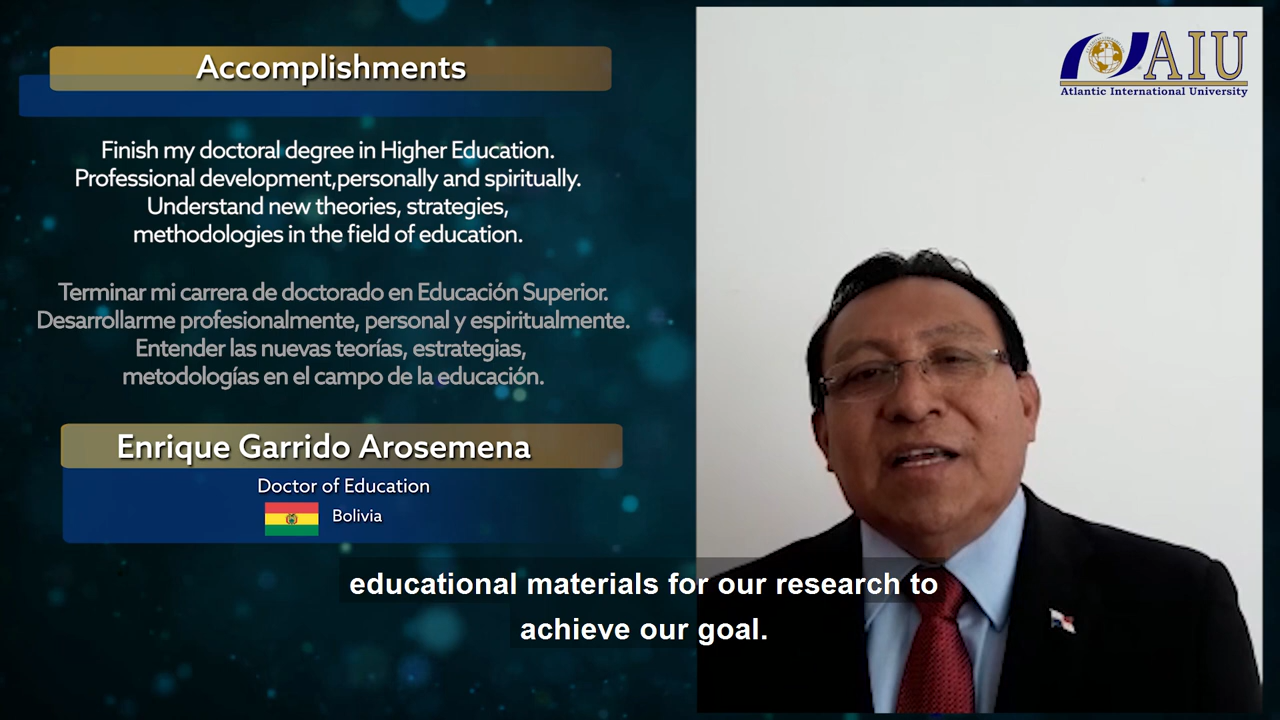 Accomplishments
Finish my doctoral degree in Higher Education.
Professional development,personally and spiritually.
Understand new theories, strategies,
methodologies in the field of education.
Terminar mi carrera de doctorado en Educación Superior.
Desarrollarme profesionalmente, personal y espiritualmente.
Entender las nuevas teorías, estrategias,
metodologías en el campo de la educación.
Enrique Garrido Arosemena
Doctor of Education
Bolivia
AIU
Atlantic International University
educational materials for our research to
achieve our goal.